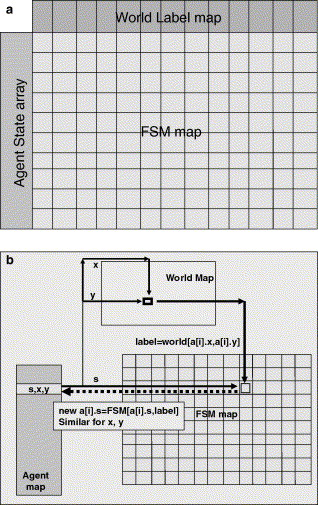 a
World Label map
Agent State array
FSM map
b
x
World Map
y
label=world[a[i].x,a[i].y]
s
s,x,y
new a[i].s=FSM[a[i].s,label]
Similar for x, y
FSM map
Agent
map